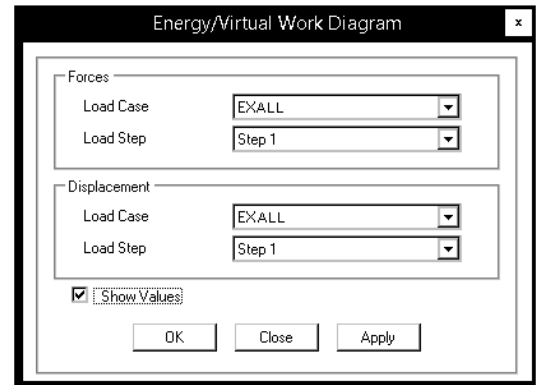 Energy/Virtual Work Diagram x
Forces
Load Case EXALL
Load Step Step 1
Displacement
Load Case EXALL
Load Step Step 1
Show Values
OK Close Apply